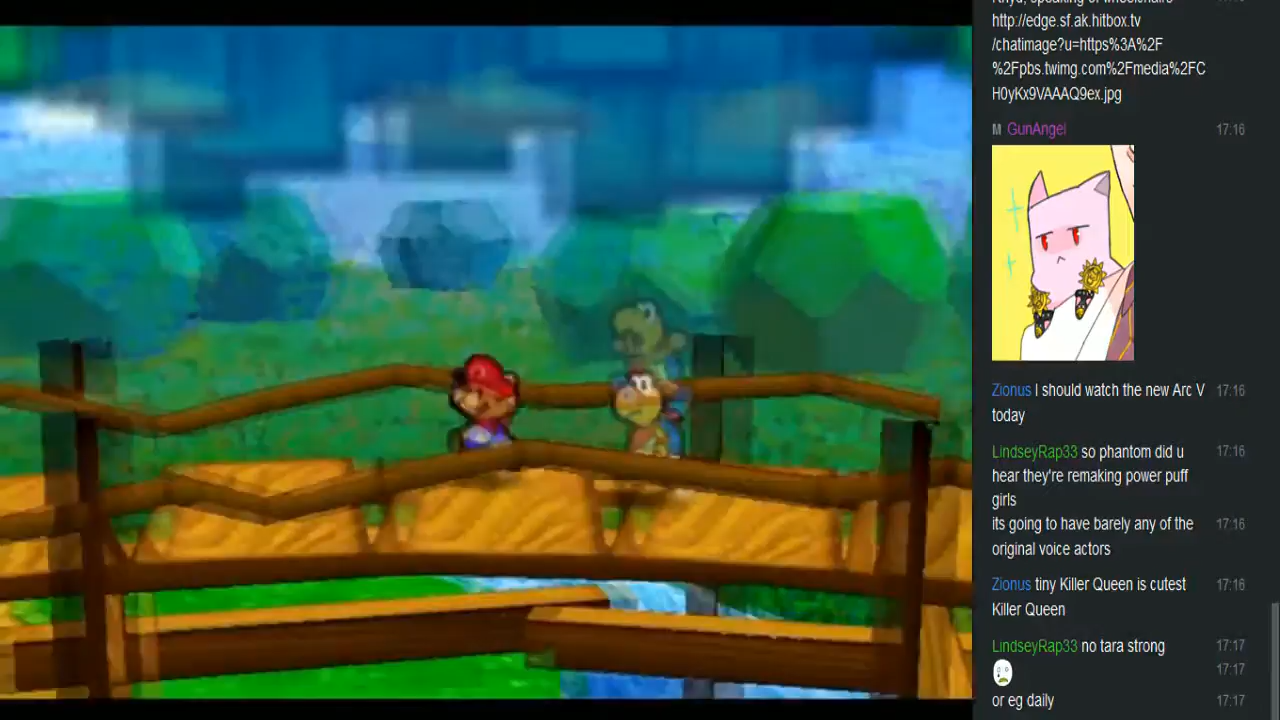 http://edge.sf.ak.hitbox.tv
/chatimage?u=https%3A%2F
%2Fpbs.twimg.com%2Fmedia%2FC
H0yKx9VAAAQ9ex.jpg
M GunAngel 17:16
Zionus I should watch the new Arc V 17:16
today
LindseyRap33 so phantom did u 17:16
hear they're remaking power puff
girls
its going to have barely any of the 17:16
original voice actors
Zionus tiny Killer Queen is cutest 17:16
Killer Queen
LindseyRap33 no tara strong 17:17
17:17
or eg daily 17:17